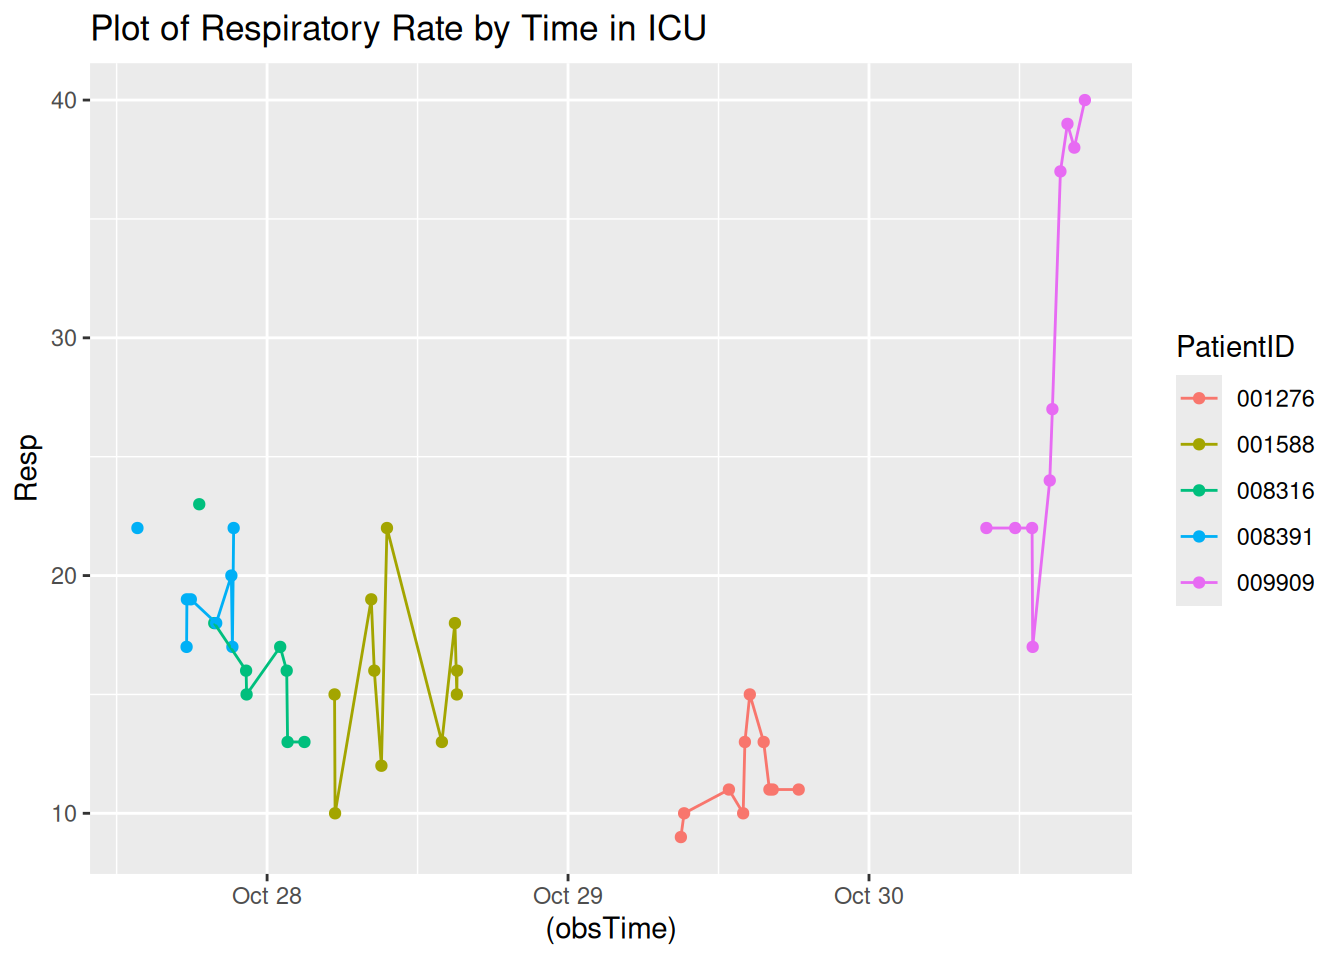 Plot of Respiratory Rate by Time in ICU
40
30
20
10
Resp
Oct 28
Oct 29
Oct 30
(obsTime)
PatientID
001276
001588
008316
008391
009909